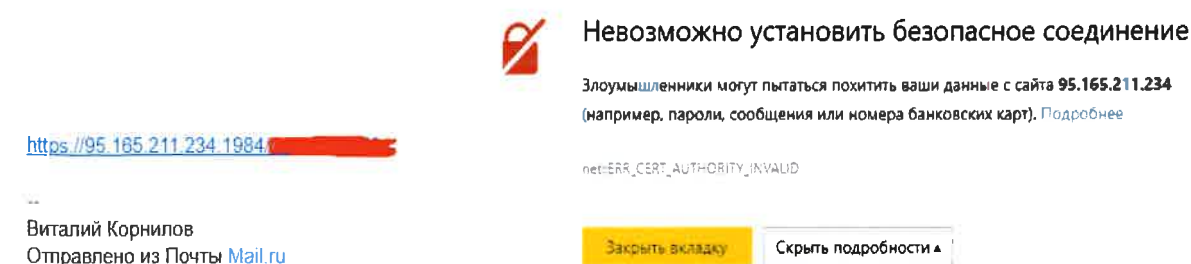 https://95.165.211.234.1984/
--
Виталий Корнилов
Отправлено из Почты Mail.ru
Невозможно установить безопасное соединение
Злоумышленники могут пытаться похитить ваши данные с сайта 95.165.211.234
(например, пароли, сообщения или номера банковских карт). Подробнее
net::ERR_CERT_AUTHORITY_INVALID
Закрыть вкладку
Скрыть подробности ▴